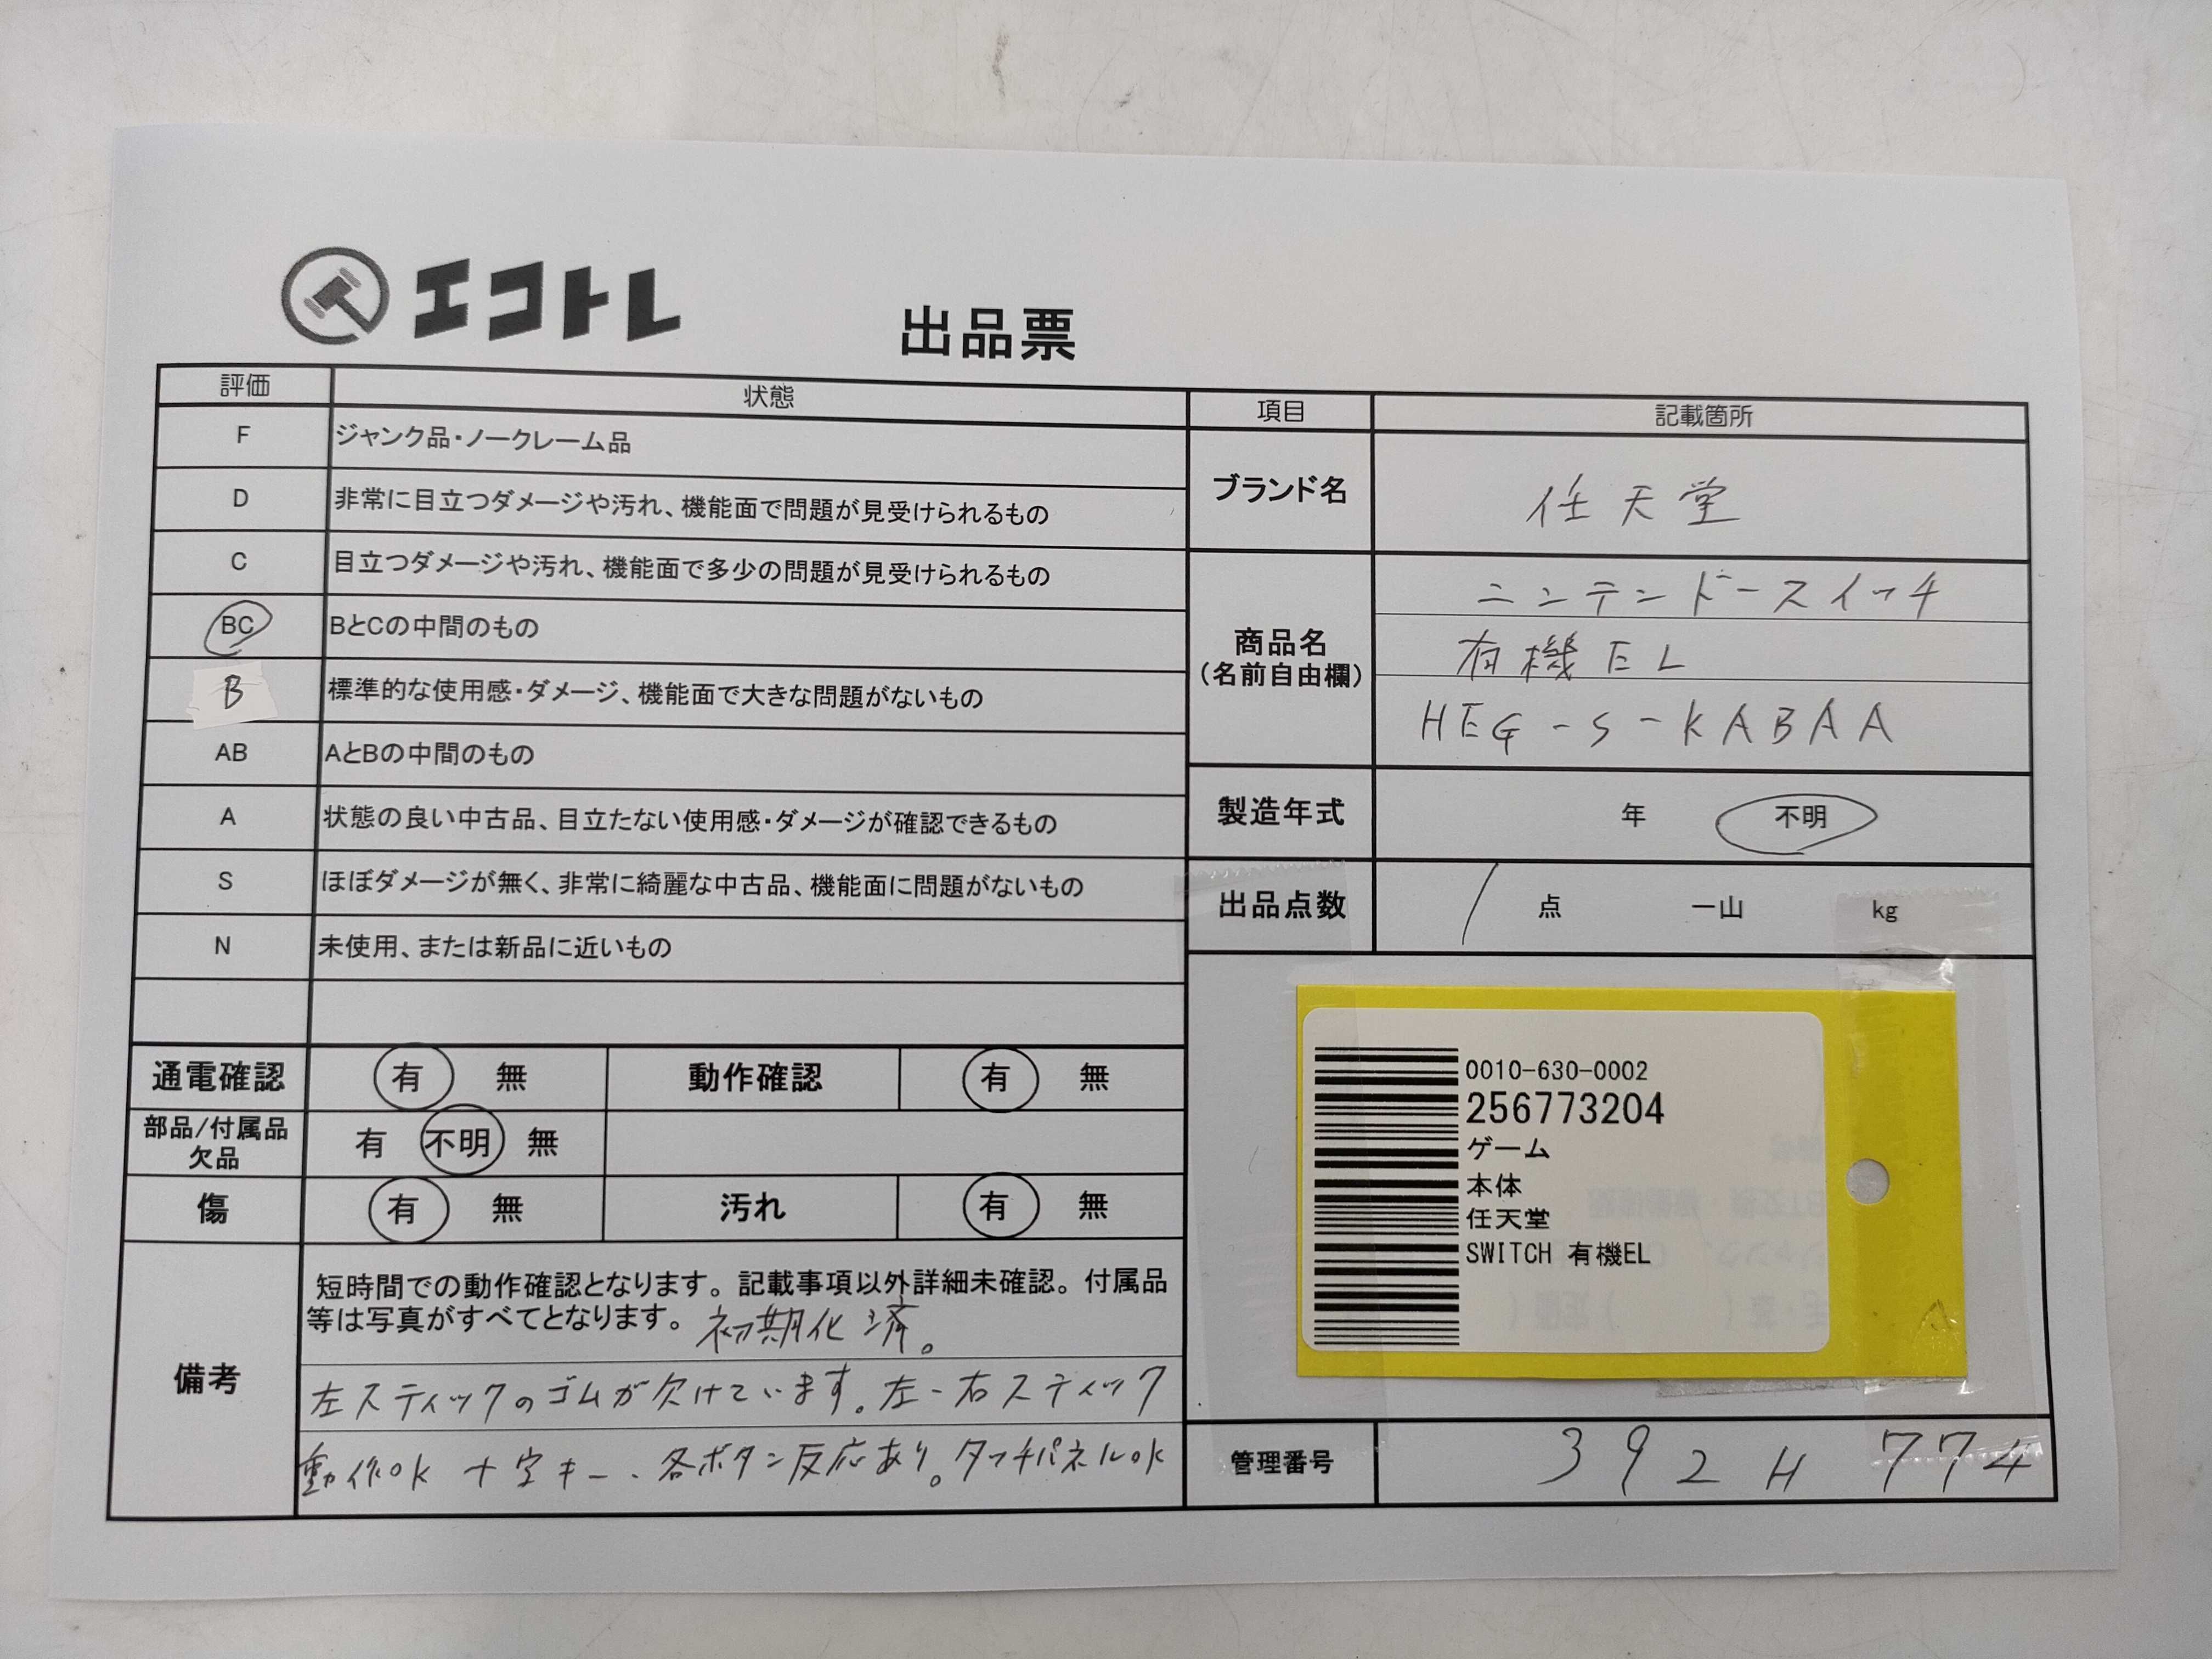 エコトレ
出品票
評価 状態
F ジャンク品・ノークレーム品
D 非常に目立つダメージや汚れ、機能面で問題が見受けられるもの
C 目立つダメージや汚れ、機能面で多少の問題が見受けられるもの
BC BとCの中間のもの
B 標準的な使用感・ダメージ、機能面で大きな問題がないもの
AB AとBの中間のもの
A 状態の良い中古品、目立たない使用感・ダメージが確認できるもの
S ほぼダメージが無く、非常に綺麗な中古品、機能面に問題がないもの
N 未使用、または新品に近いもの
通電確認 有 無 動作確認 有 無
部品/付属品
欠品 有 不明 無
傷 有 無 汚れ 有 無
備考
短時間での動作確認となります。記載事項以外詳細未確認。付属品
等は写真がすべてとなります。初期化済。
左スティックのゴムが欠けています。左-右スティック
動作ok 十字キー、各ボタン反応あり。タッチパネルok
項目 記載箇所
ブランド名 任天堂
商品名
(名前自由欄)
ニンテンドースイッチ
有機EL
HEG-S-KABAA
製造年式 年 不明
出品点数 1 点 一山 kg
0010-630-0002
256773204
ゲーム
本体
任天堂
SWITCH 有機EL
管理番号 392H 774